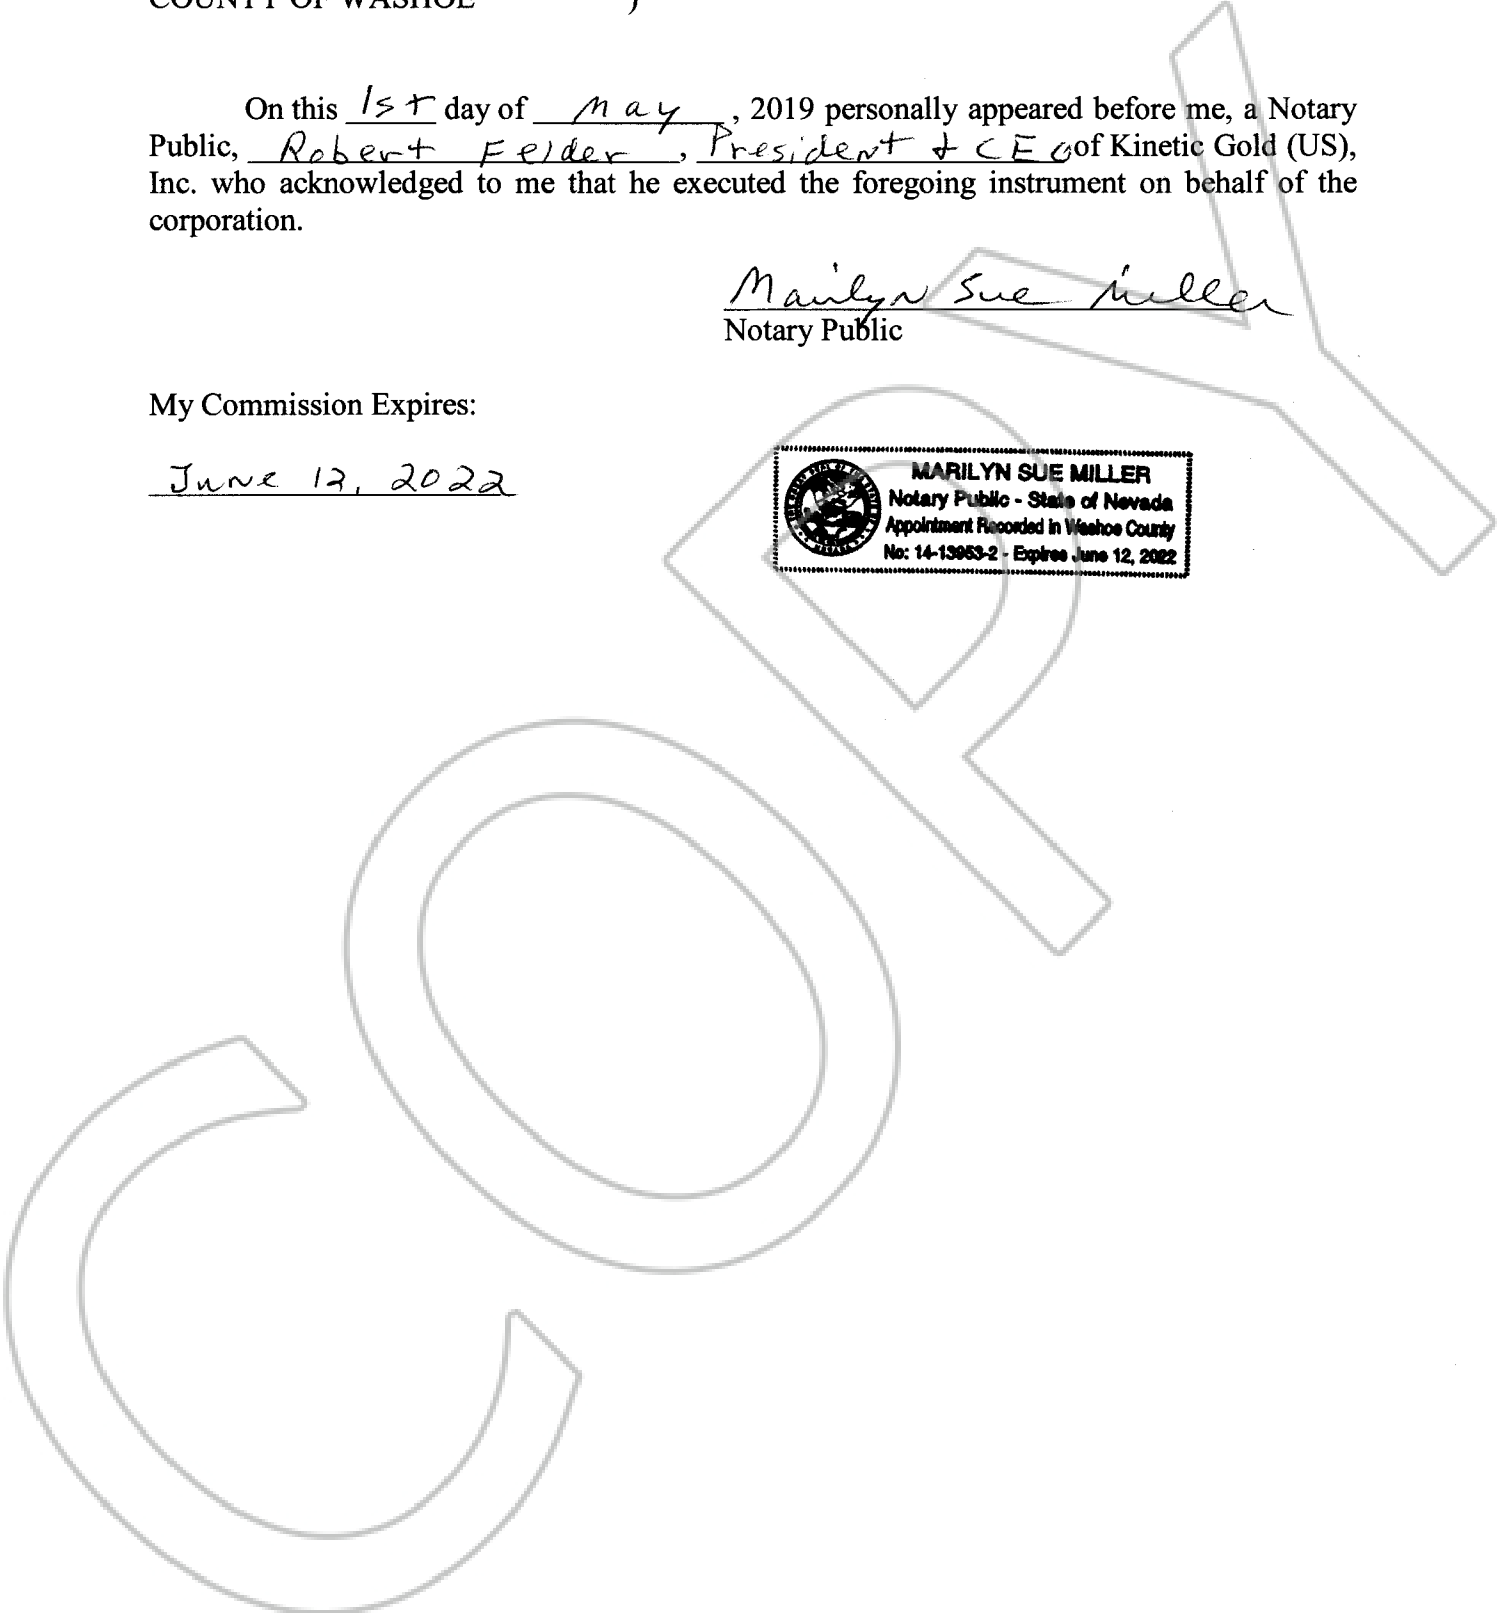 COUNTY OF WASHOE )
On this 1st day of May, 2019 personally appeared before me, a Notary
Public, Robert Felder, President & CEO of Kinetic Gold (US),
Inc. who acknowledged to me that he executed the foregoing instrument on behalf of the
corporation.
Marilyn Sue Miller
Notary Public
My Commission Expires:
June 12, 2022
MARILYN SUE MILLER
Notary Public - State of Nevada
Appointment Recorded in Washoe County
No: 14-13953-2 - Expires June 12, 2022
COPY